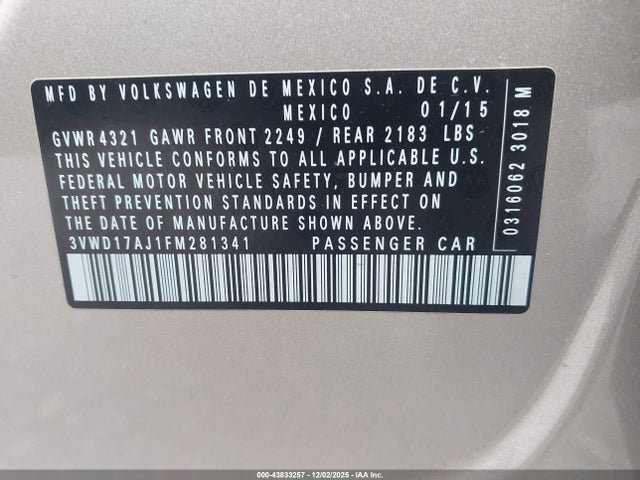 MFD BY VOLKSWAGEN DE MEXICO S.A. DE C.V.
MEXICO 01/15
GVWR 4321 GAWR FRONT 2249 / REAR 2183 LBS
THIS VEHICLE CONFORMS TO ALL APPLICABLE U.S.
FEDERAL MOTOR VEHICLE SAFETY, BUMPER AND
THEFT PREVENTION STANDARDS IN EFFECT ON
THE DATE OF MANUFACTURE SHOWN ABOVE.
3VWD17AJ1FM281341 PASSENGER CAR
0316062 3018 M
000-43833257 • 12/02/2025 • IAA Inc.